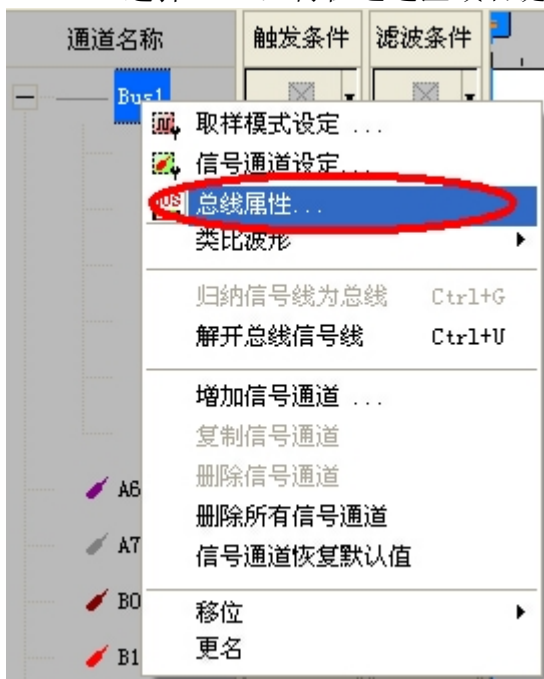 通道名称 触发条件 滤波条件
Bus1
取样模式设定 ...
信号通道设定...
总线属性...
类比波形
归纳信号线为总线 Ctrl+G
解开总线信号线 Ctrl+U
增加信号通道 ...
复制信号通道
删除信号通道
删除所有信号通道
信号通道恢复默认值
移位
更名
A6
A7
B0
B1